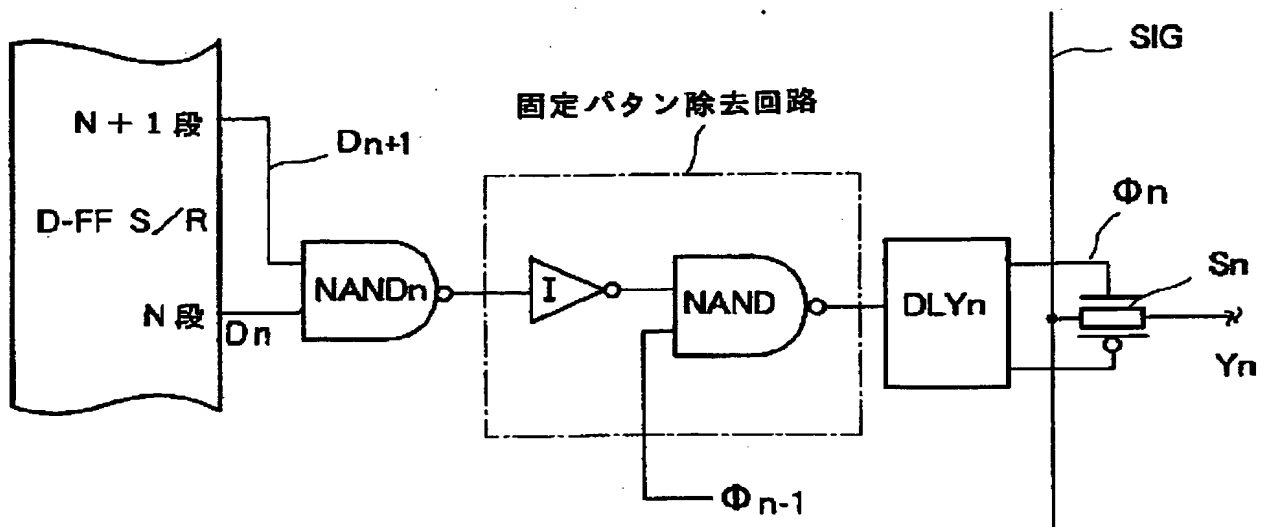 SIG
固定パタン除去回路
N + 1 段
Dn+1
Φn
D-FF S／R
Sn
NANDn
I
NAND
DLYn
N 段
Dn
Yn
Φn-1